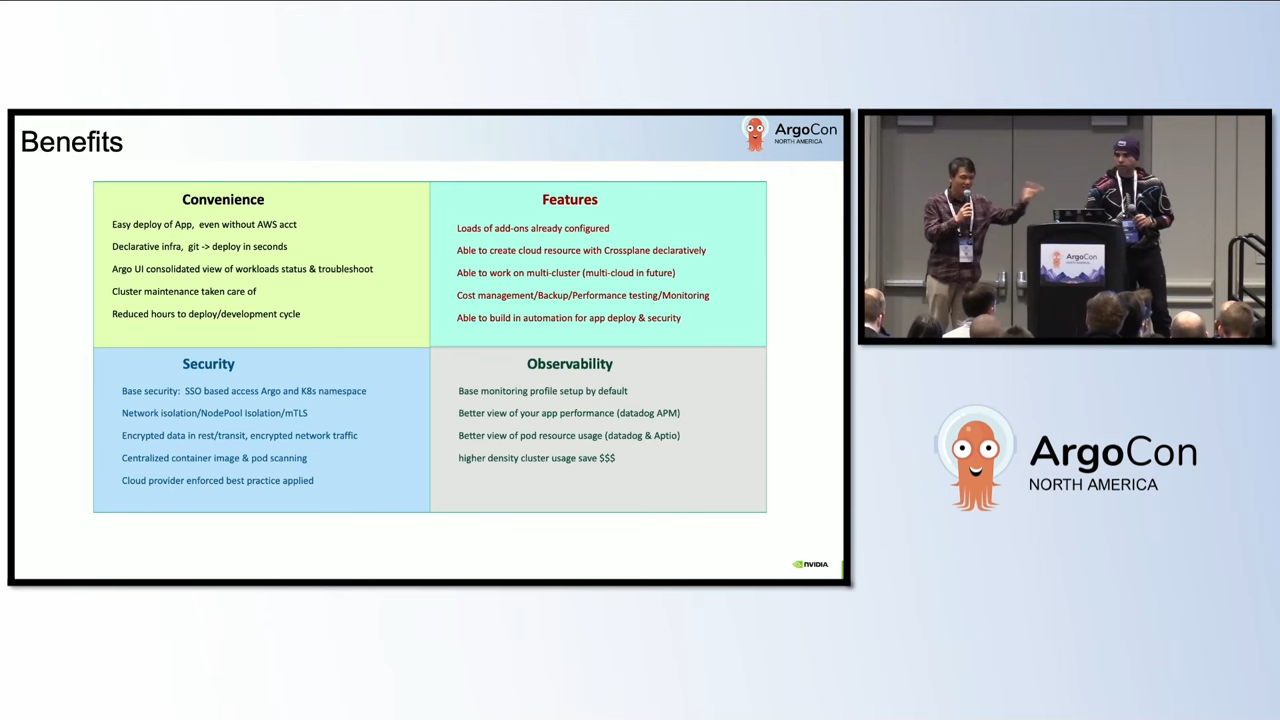 Benefits
ArgoCon
NORTH AMERICA
Convenience
Easy deploy of App, even without AWS acct
Declarative infra, git -> deploy in seconds
Argo UI consolidated view of workloads status & troubleshoot
Cluster maintenance taken care of
Reduced hours to deploy/development cycle
Features
Loads of add-ons already configured
Able to create cloud resource with Crossplane declaratively
Able to work on multi-cluster (multi-cloud in future)
Cost management/Backup/Performance testing/Monitoring
Able to build in automation for app deploy & security
Security
Base security: SSO based access Argo and K8s namespace
Network isolation/NodePool Isolation/mTLS
Encrypted data in rest/transit, encrypted network traffic
Centralized container image & pod scanning
Cloud provider enforced best practice applied
Observability
Base monitoring profile setup by default
Better view of your app performance (datadog APM)
Better view of pod resource usage (datadog & Aptio)
higher density cluster usage save $$$
NVIDIA
ArgoCon
ArgoCon
NORTH AMERICA